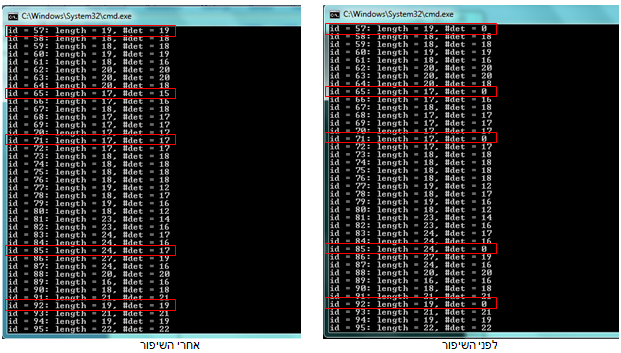 C:\Windows\System32\cmd.exe
id = 57: length = 19, #det = 19
id = 58: length = 18, #det = 18
id = 59: length = 18, #det = 18
id = 60: length = 19, #det = 19
id = 61: length = 18, #det = 16
id = 62: length = 20, #det = 20
id = 63: length = 20, #det = 20
id = 64: length = 20, #det = 18
id = 65: length = 17, #det = 15
id = 66: length = 17, #det = 16
id = 67: length = 18, #det = 18
id = 68: length = 17, #det = 17
id = 69: length = 17, #det = 17
id = 70: length = 17, #det = 17
id = 71: length = 17, #det = 17
id = 72: length = 17, #det = 17
id = 73: length = 18, #det = 18
id = 74: length = 18, #det = 18
id = 75: length = 18, #det = 18
id = 76: length = 18, #det = 18
id = 77: length = 19, #det = 12
id = 78: length = 18, #det = 17
id = 79: length = 19, #det = 16
id = 80: length = 18, #det = 12
id = 81: length = 23, #det = 14
id = 82: length = 23, #det = 16
id = 83: length = 24, #det = 17
id = 84: length = 24, #det = 16
id = 85: length = 24, #det = 17
id = 86: length = 27, #det = 19
id = 87: length = 24, #det = 16
id = 88: length = 20, #det = 20
id = 89: length = 16, #det = 16
id = 90: length = 18, #det = 18
id = 91: length = 21, #det = 21
id = 92: length = 19, #det = 19
id = 93: length = 21, #det = 21
id = 94: length = 19, #det = 19
id = 95: length = 22, #det = 22
אחרי השיפור
C:\Windows\System32\cmd.exe
id = 57: length = 19, #det = 0
id = 58: length = 18, #det = 18
id = 59: length = 18, #det = 18
id = 60: length = 19, #det = 19
id = 61: length = 18, #det = 16
id = 62: length = 20, #det = 20
id = 63: length = 20, #det = 20
id = 64: length = 20, #det = 18
id = 65: length = 17, #det = 0
id = 66: length = 17, #det = 16
id = 67: length = 18, #det = 18
id = 68: length = 17, #det = 17
id = 69: length = 17, #det = 17
id = 70: length = 17, #det = 17
id = 71: length = 17, #det = 0
id = 72: length = 17, #det = 17
id = 73: length = 18, #det = 18
id = 74: length = 18, #det = 18
id = 75: length = 18, #det = 18
id = 76: length = 18, #det = 18
id = 77: length = 19, #det = 12
id = 78: length = 18, #det = 17
id = 79: length = 19, #det = 16
id = 80: length = 18, #det = 12
id = 81: length = 23, #det = 14
id = 82: length = 23, #det = 16
id = 83: length = 24, #det = 17
id = 84: length = 24, #det = 16
id = 85: length = 24, #det = 0
id = 86: length = 27, #det = 19
id = 87: length = 24, #det = 16
id = 88: length = 20, #det = 20
id = 89: length = 16, #det = 16
id = 90: length = 18, #det = 18
id = 91: length = 21, #det = 21
id = 92: length = 19, #det = 0
id = 93: length = 21, #det = 21
id = 94: length = 19, #det = 19
id = 95: length = 22, #det = 22
לפני השיפור